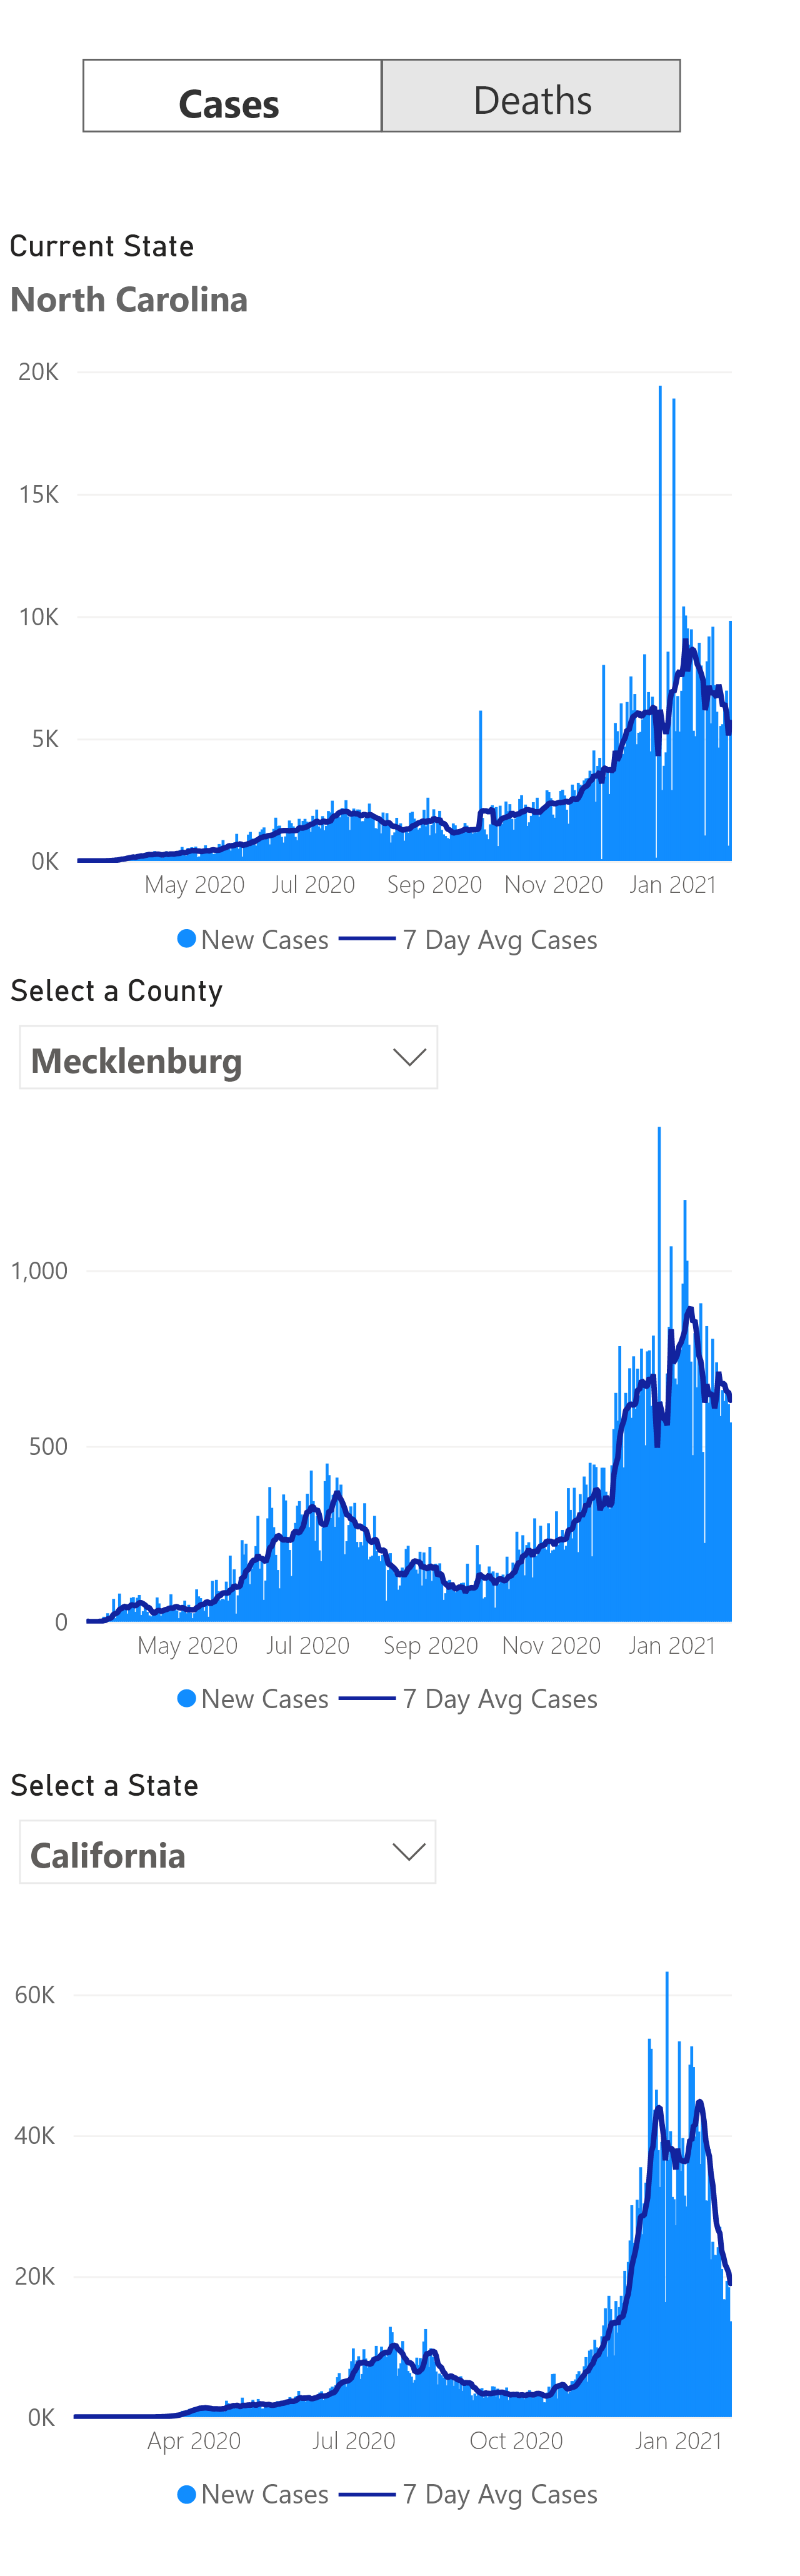 Cases Deaths
Current State
North Carolina
20K
15K
10K
5K
0K
May 2020 Jul 2020 Sep 2020 Nov 2020 Jan 2021
New Cases 7 Day Avg Cases
Select a County
Mecklenburg
1,000
500
0
May 2020 Jul 2020 Sep 2020 Nov 2020 Jan 2021
New Cases 7 Day Avg Cases
Select a State
California
60K
40K
20K
0K
Apr 2020 Jul 2020 Oct 2020 Jan 2021
New Cases 7 Day Avg Cases